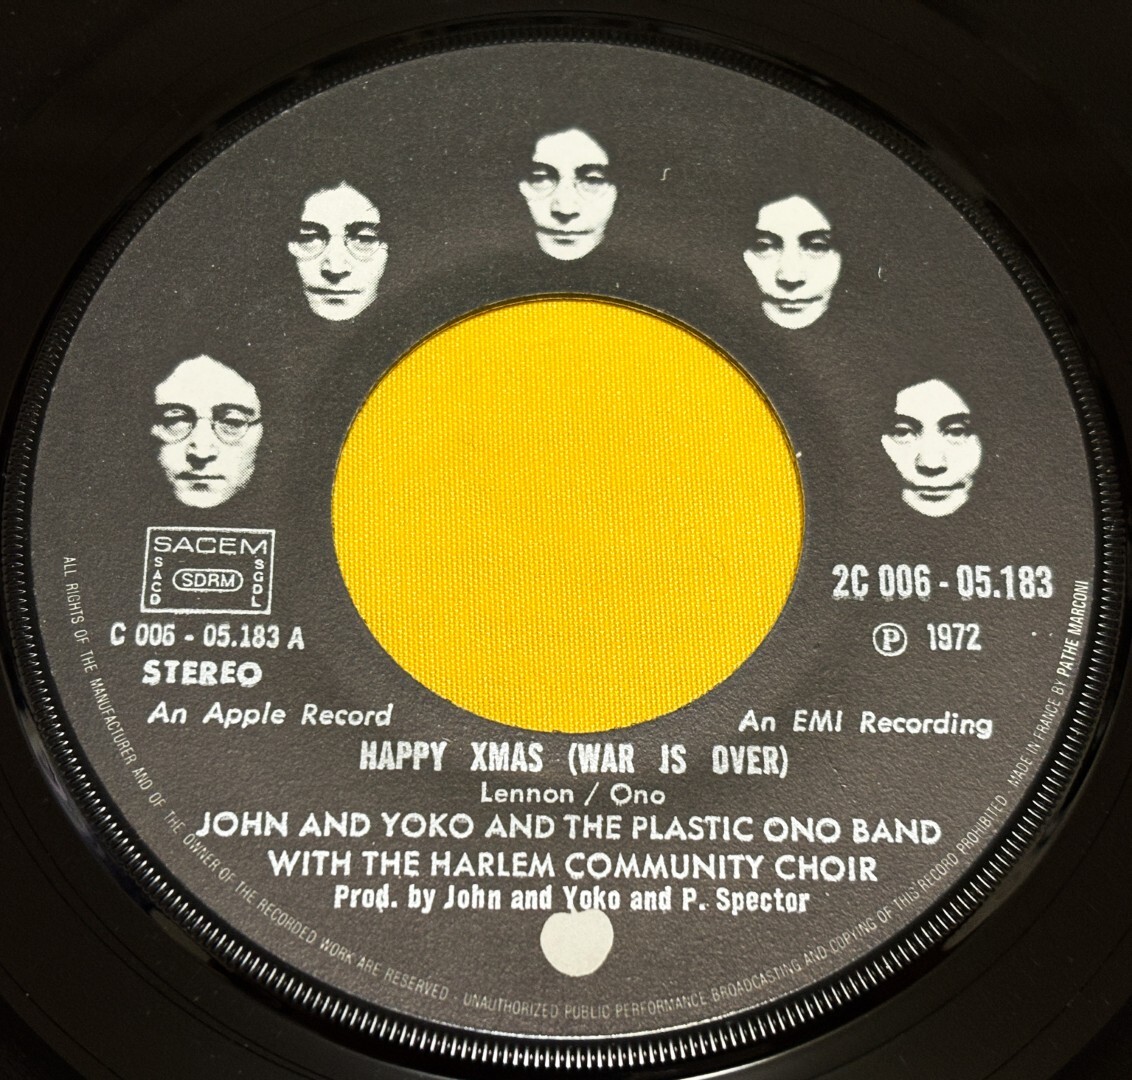 SACEM
SACD
SDRM
SGDL
C 006 - 05.183 A
STEREO
An Apple Record
2C 006 - 05.183
Ⓟ 1972
An EMI Recording
HAPPY XMAS (WAR IS OVER)
Lennon / Ono
JOHN AND YOKO AND THE PLASTIC ONO BAND
WITH THE HARLEM COMMUNITY CHOIR
Prod. by John and Yoko and P. Spector
ALL RIGHTS OF THE MANUFACTURER AND OF THE OWNER OF THE RECORDED WORK ARE RESERVED - UNAUTHORIZED PUBLIC PERFORMANCE BROADCASTING AND COPYING OF THIS RECORD PROHIBITED. MADE IN FRANCE BY PATHE MARCONI